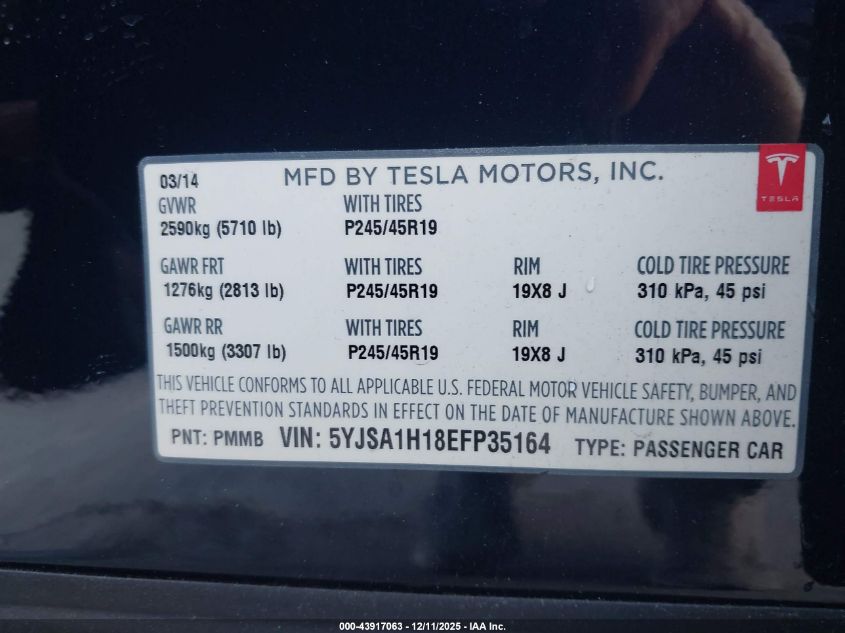 03/14 MFD BY TESLA MOTORS, INC.
TESLA
GVWR WITH TIRES
2590kg (5710 lb) P245/45R19
GAWR FRT WITH TIRES RIM COLD TIRE PRESSURE
1276kg (2813 lb) P245/45R19 19X8 J 310 kPa, 45 psi
GAWR RR WITH TIRES RIM COLD TIRE PRESSURE
1500kg (3307 lb) P245/45R19 19X8 J 310 kPa, 45 psi
THIS VEHICLE CONFORMS TO ALL APPLICABLE U.S. FEDERAL MOTOR VEHICLE SAFETY, BUMPER, AND
THEFT PREVENTION STANDARDS IN EFFECT ON THE DATE OF MANUFACTURE SHOWN ABOVE.
PNT: PMMB VIN: 5YJSA1H18EFP35164 TYPE: PASSENGER CAR
000-43917063 - 12/11/2025 - IAA Inc.